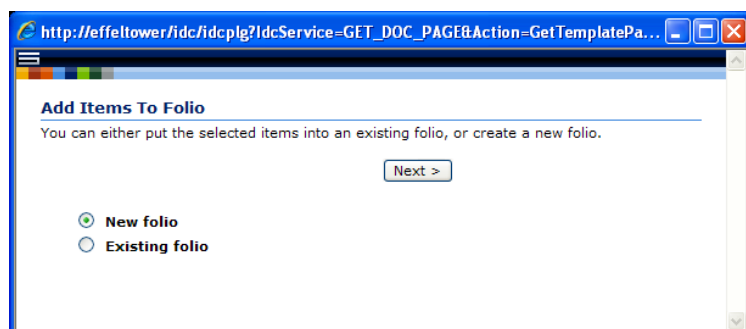 http://effeltower/idc/idcplg?IdcService=GET_DOC_PAGE&Action=GetTemplatePa...
Add Items To Folio
You can either put the selected items into an existing folio, or create a new folio.
Next >
New folio
Existing folio